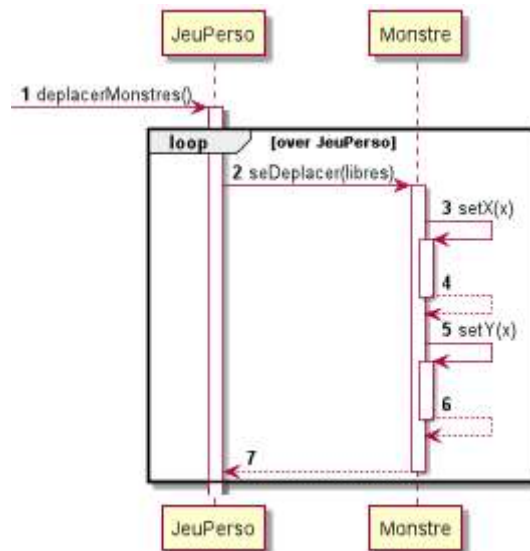 JeuPerso Monstre
1 deplacerMonstres()
loop [over JeuPerso]
2 seDeplacer(libres)
3 setX(x)
4
5 setY(x)
6
7
JeuPerso Monstre